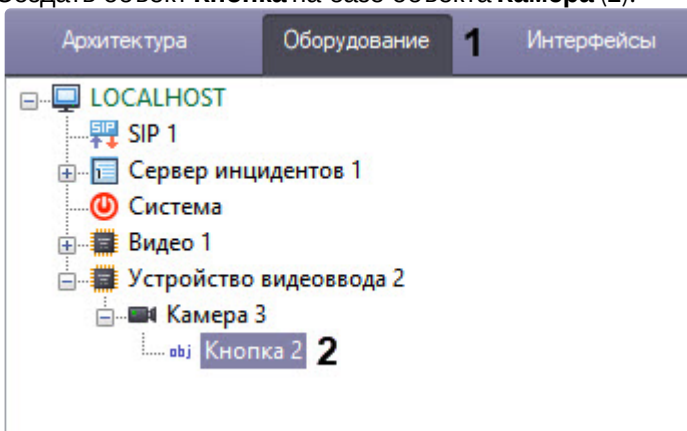 Создать объект Кнопка на базе объекта Камера (2).
Архитектура Оборудование 1 Интерфейсы
LOCALHOST
SIP SIP 1
Сервер инцидентов 1
Система
Видео 1
Устройство видеоввода 2
Камера 3
obj Кнопка 2 2